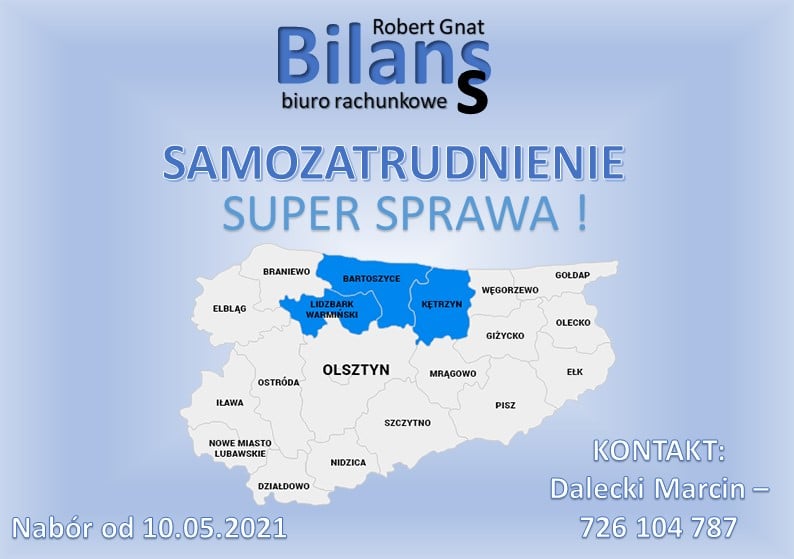 Robert Gnat
BilansS
biuro rachunkowe
SAMOZATRUDNIENIE
SUPER SPRAWA !
BRANIEWO
BARTOSZYCE
GOŁDAP
WĘGORZEWO
ELBLĄG
LIDZBARK
WARMIŃSKI
KĘTRZYN
OLECKO
GIŻYCKO
OLSZTYN
MRĄGOWO
EŁK
OSTRÓDA
IŁAWA
PISZ
SZCZYTNO
NOWE MIASTO
LUBAWSKIE
NIDZICA
DZIAŁDOWO
KONTAKT:
Dalecki Marcin –
726 104 787
Nabór od 10.05.2021